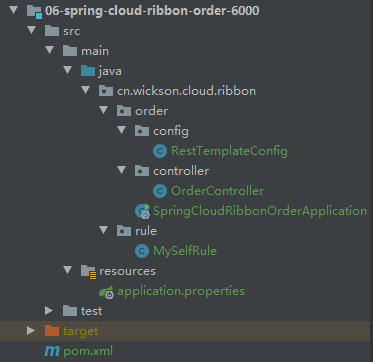 06-spring-cloud-ribbon-order-6000
src
main
java
cn.wickson.cloud.ribbon
order
config
RestTemplateConfig
controller
OrderController
SpringCloudRibbonOrderApplication
rule
MySelfRule
resources
application.properties
test
target
pom.xml